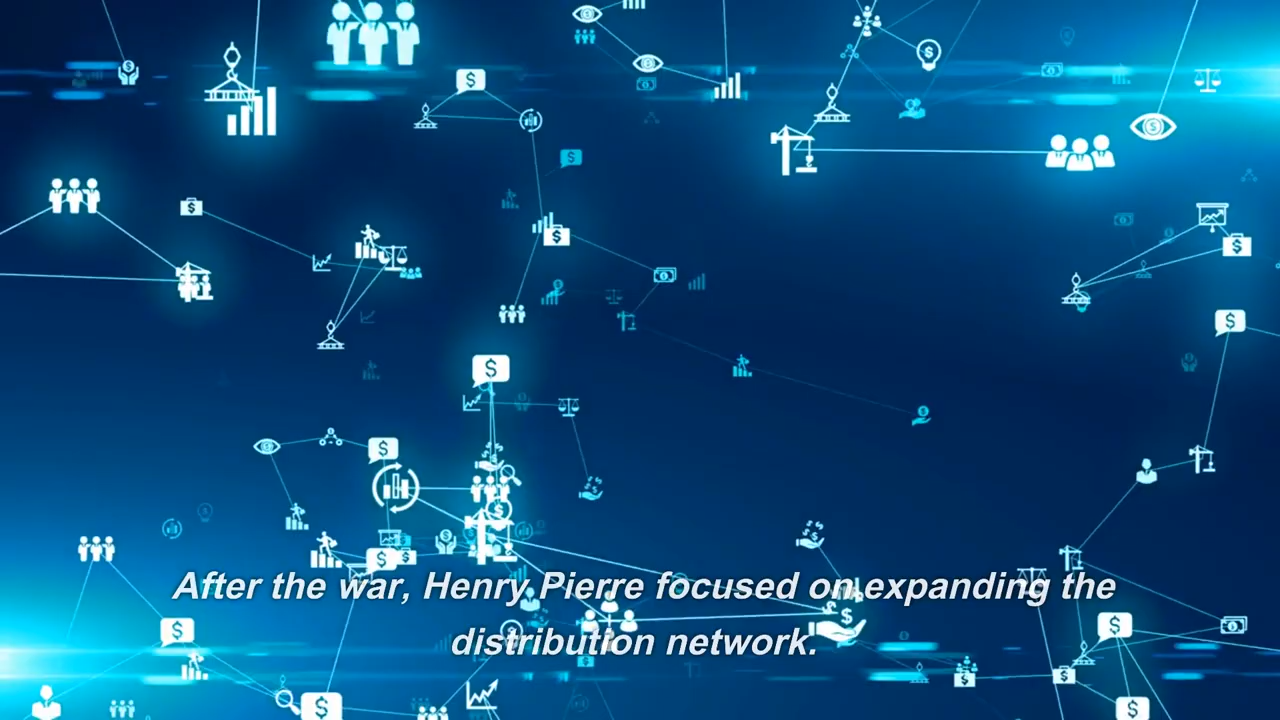 After the war, Henry Pierre focused on expanding the
distribution network.